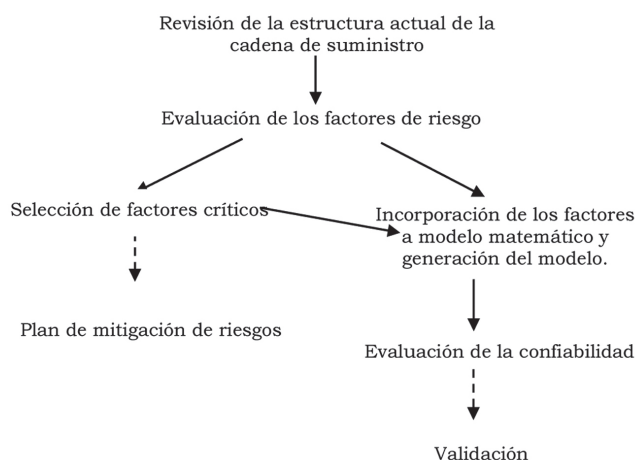 Revisión de la estructura actual de la
cadena de suministro
Evaluación de los factores de riesgo
Selección de factores críticos
Incorporación de los factores
a modelo matemático y
generación del modelo.
Plan de mitigación de riesgos
Evaluación de la confiabilidad
Validación